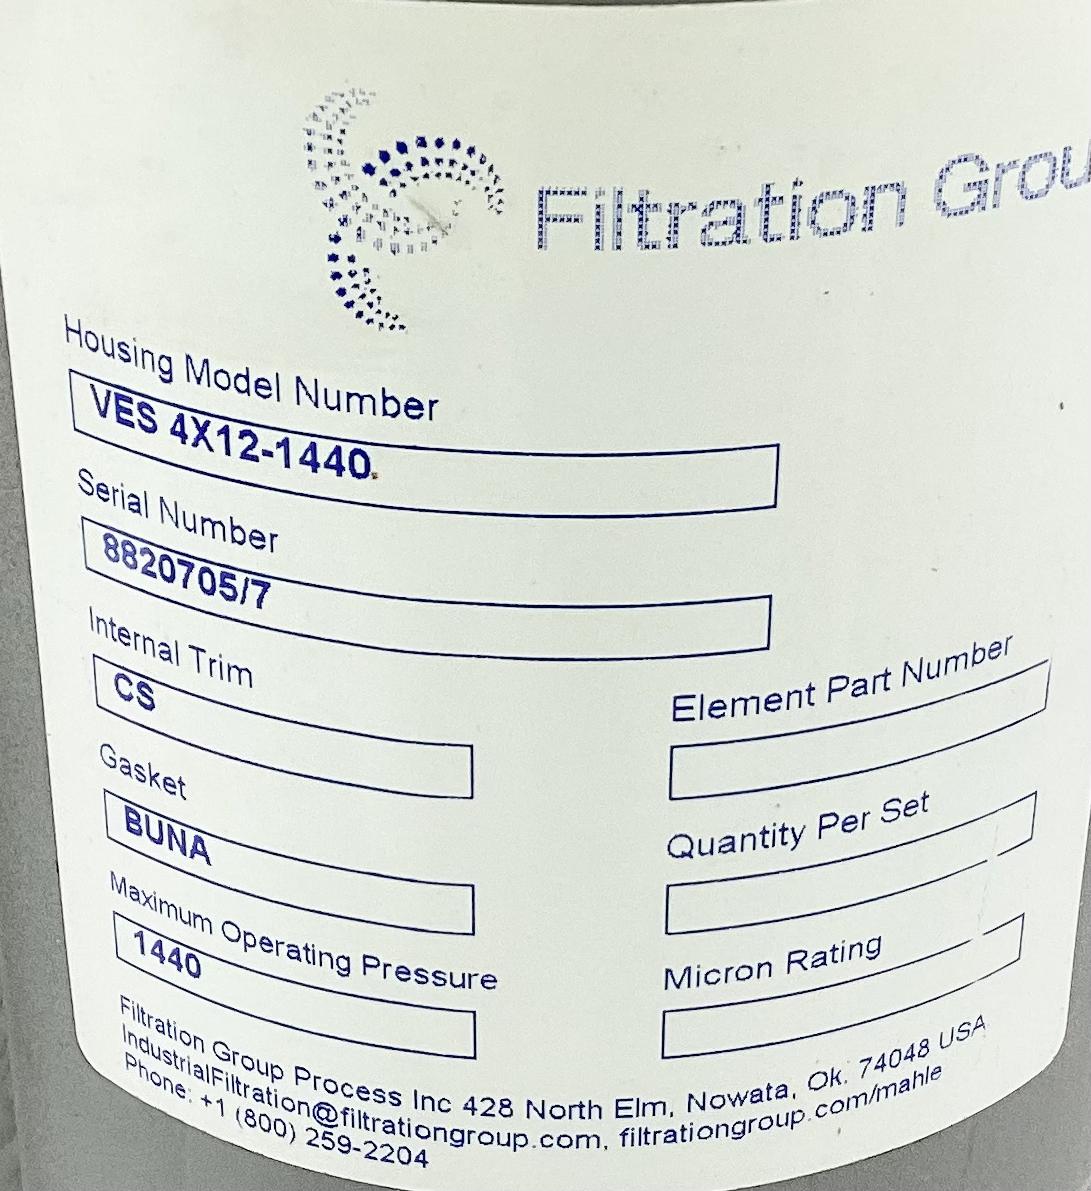 Filtration Grou
Housing Model Number
VES 4X12-1440
Serial Number
8820705/7
Internal Trim
CS
Gasket
BUNA
Maximum Operating Pressure
1440
Element Part Number
Quantity Per Set
Micron Rating
Filtration Group Process Inc 428 North Elm, Nowata, Ok. 74048 USA
IndustrialFiltration@filtrationgroup.com, filtrationgroup.com/mahle
Phone: +1 (800) 259-2204